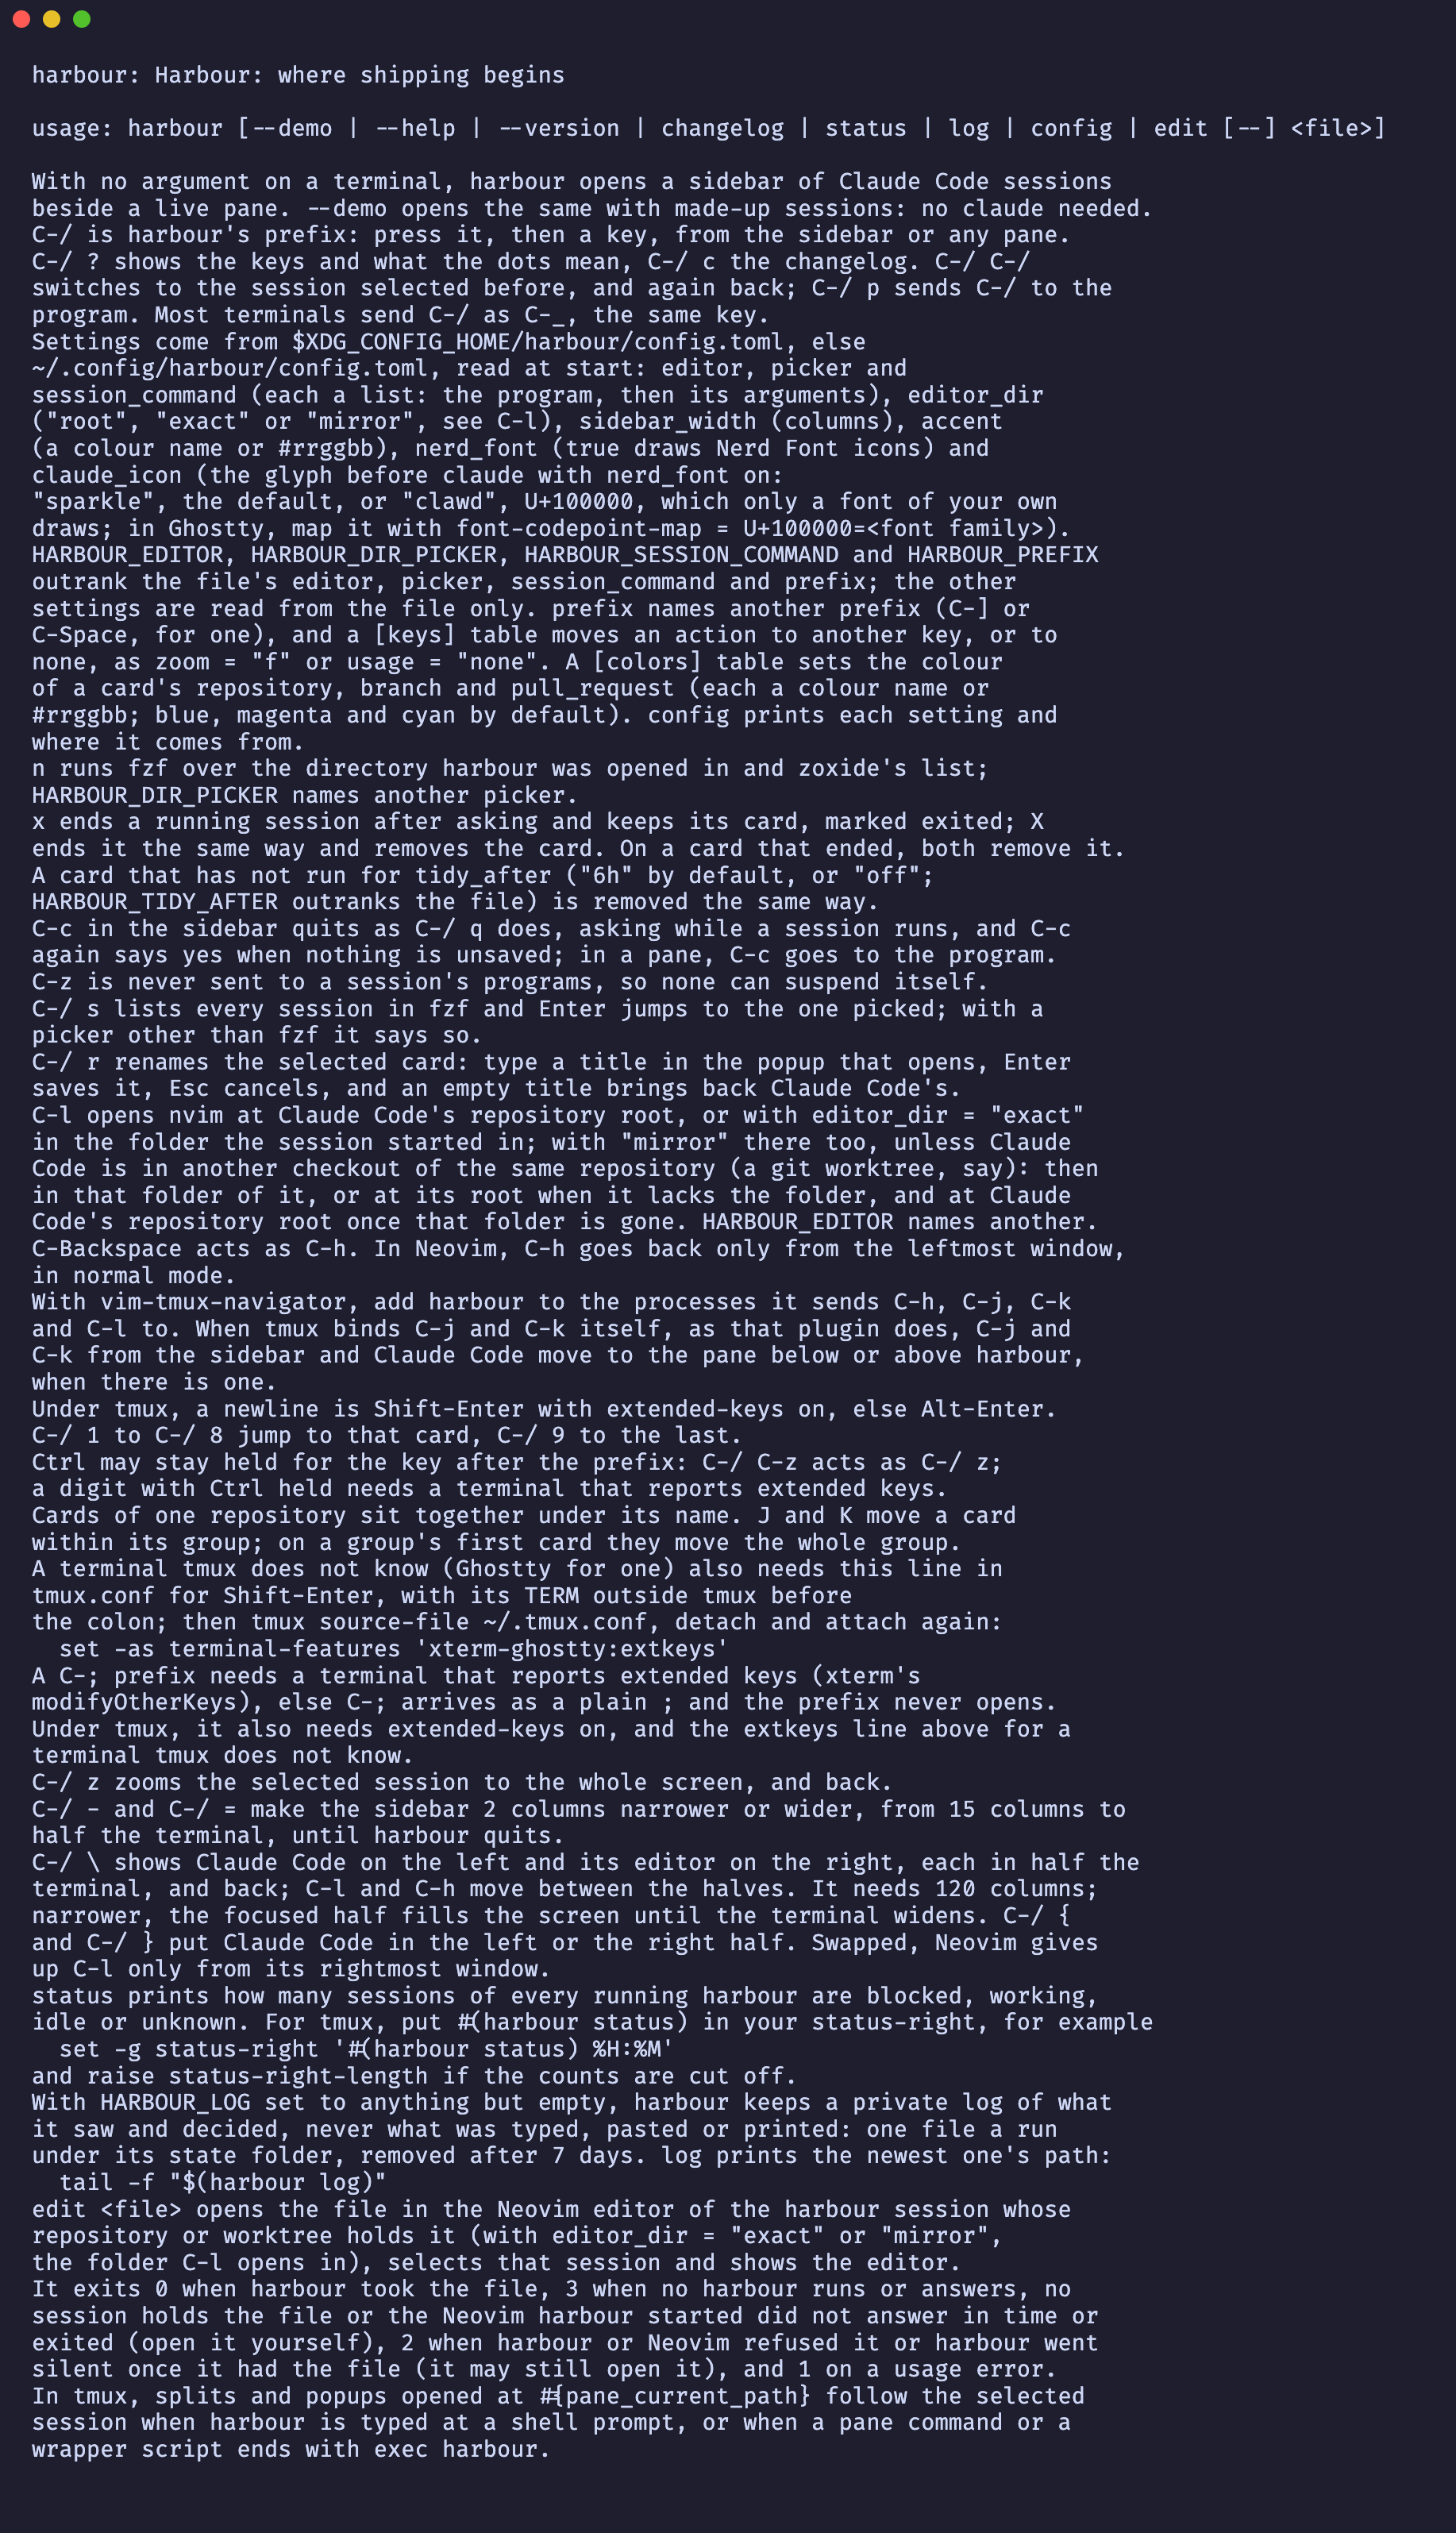 harbour: Harbour: where shipping begins

usage: harbour [--demo | --help | --version | changelog | status | log | config | edit [--] <file>]

With no argument on a terminal, harbour opens a sidebar of Claude Code sessions
beside a live pane. --demo opens the same with made-up sessions: no claude needed.
C-/ is harbour's prefix: press it, then a key, from the sidebar or any pane.
C-/ ? shows the keys and what the dots mean, C-/ c the changelog. C-/ C-/
switches to the session selected before, and again back; C-/ p sends C-/ to the
program. Most terminals send C-/ as C-_, the same key.
Settings come from $XDG_CONFIG_HOME/harbour/config.toml, else
~/.config/harbour/config.toml, read at start: editor, picker and
session_command (each a list: the program, then its arguments), editor_dir
("root", "exact" or "mirror", see C-l), sidebar_width (columns), accent
(a colour name or #rrggbb), nerd_font (true draws Nerd Font icons) and
claude_icon (the glyph before claude with nerd_font on:
"sparkle", the default, or "clawd", U+100000, which only a font of your own
draws; in Ghostty, map it with font-codepoint-map = U+100000=<font family>).
HARBOUR_EDITOR, HARBOUR_DIR_PICKER, HARBOUR_SESSION_COMMAND and HARBOUR_PREFIX
outrank the file's editor, picker, session_command and prefix; the other
settings are read from the file only. prefix names another prefix (C-] or
C-Space, for one), and a [keys] table moves an action to another key, or to
none, as zoom = "f" or usage = "none". A [colors] table sets the colour
of a card's repository, branch and pull_request (each a colour name or
#rrggbb; blue, magenta and cyan by default). config prints each setting and
where it comes from.
n runs fzf over the directory harbour was opened in and zoxide's list;
HARBOUR_DIR_PICKER names another picker.
x ends a running session after asking and keeps its card, marked exited; X
ends it the same way and removes the card. On a card that ended, both remove it.
A card that has not run for tidy_after ("6h" by default, or "off";
HARBOUR_TIDY_AFTER outranks the file) is removed the same way.
C-c in the sidebar quits as C-/ q does, asking while a session runs, and C-c
again says yes when nothing is unsaved; in a pane, C-c goes to the program.
C-z is never sent to a session's programs, so none can suspend itself.
C-/ s lists every session in fzf and Enter jumps to the one picked; with a
picker other than fzf it says so.
C-/ r renames the selected card: type a title in the popup that opens, Enter
saves it, Esc cancels, and an empty title brings back Claude Code's.
C-l opens nvim at Claude Code's repository root, or with editor_dir = "exact"
in the folder the session started in; with "mirror" there too, unless Claude
Code is in another checkout of the same repository (a git worktree, say): then
in that folder of it, or at its root when it lacks the folder, and at Claude
Code's repository root once that folder is gone. HARBOUR_EDITOR names another.
C-Backspace acts as C-h. In Neovim, C-h goes back only from the leftmost window,
in normal mode.
With vim-tmux-navigator, add harbour to the processes it sends C-h, C-j, C-k
and C-l to. When tmux binds C-j and C-k itself, as that plugin does, C-j and
C-k from the sidebar and Claude Code move to the pane below or above harbour,
when there is one.
Under tmux, a newline is Shift-Enter with extended-keys on, else Alt-Enter.
C-/ 1 to C-/ 8 jump to that card, C-/ 9 to the last.
Ctrl may stay held for the key after the prefix: C-/ C-z acts as C-/ z;
a digit with Ctrl held needs a terminal that reports extended keys.
Cards of one repository sit together under its name. J and K move a card
within its group; on a group's first card they move the whole group.
A terminal tmux does not know (Ghostty for one) also needs this line in
tmux.conf for Shift-Enter, with its TERM outside tmux before
the colon; then tmux source-file ~/.tmux.conf, detach and attach again:
  set -as terminal-features 'xterm-ghostty:extkeys'
A C-; prefix needs a terminal that reports extended keys (xterm's
modifyOtherKeys), else C-; arrives as a plain ; and the prefix never opens.
Under tmux, it also needs extended-keys on, and the extkeys line above for a
terminal tmux does not know.
C-/ z zooms the selected session to the whole screen, and back.
C-/ - and C-/ = make the sidebar 2 columns narrower or wider, from 15 columns to
half the terminal, until harbour quits.
C-/ \ shows Claude Code on the left and its editor on the right, each in half the
terminal, and back; C-l and C-h move between the halves. It needs 120 columns;
narrower, the focused half fills the screen until the terminal widens. C-/ {
and C-/ } put Claude Code in the left or the right half. Swapped, Neovim gives
up C-l only from its rightmost window.
status prints how many sessions of every running harbour are blocked, working,
idle or unknown. For tmux, put #(harbour status) in your status-right, for example
  set -g status-right '#(harbour status) %H:%M'
and raise status-right-length if the counts are cut off.
With HARBOUR_LOG set to anything but empty, harbour keeps a private log of what
it saw and decided, never what was typed, pasted or printed: one file a run
under its state folder, removed after 7 days. log prints the newest one's path:
  tail -f "$(harbour log)"
edit <file> opens the file in the Neovim editor of the harbour session whose
repository or worktree holds it (with editor_dir = "exact" or "mirror",
the folder C-l opens in), selects that session and shows the editor.
It exits 0 when harbour took the file, 3 when no harbour runs or answers, no
session holds the file or the Neovim harbour started did not answer in time or
exited (open it yourself), 2 when harbour or Neovim refused it or harbour went
silent once it had the file (it may still open it), and 1 on a usage error.
In tmux, splits and popups opened at #{pane_current_path} follow the selected
session when harbour is typed at a shell prompt, or when a pane command or a
wrapper script ends with exec harbour.